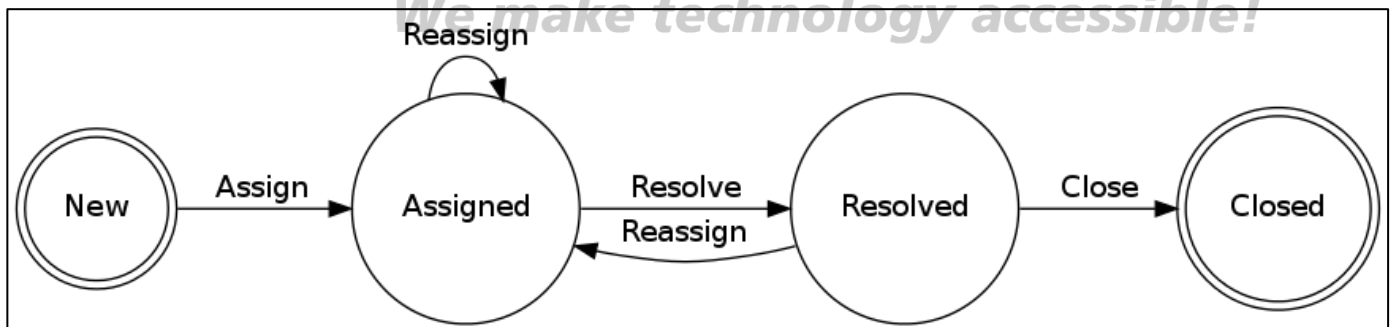 We make technology accessible!
Reassign
New
Assign
Assigned
Resolve
Reassign
Resolved
Close
Closed